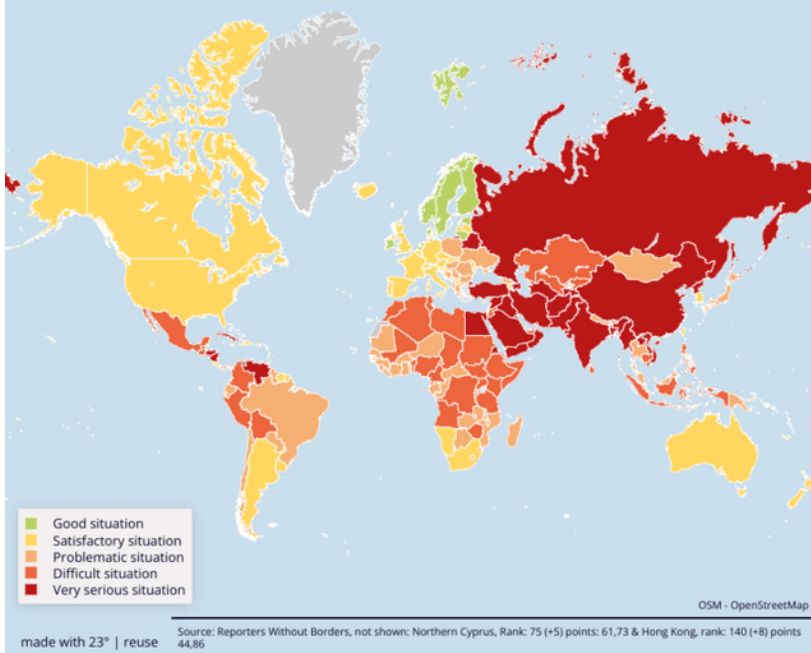 Good situation
Satisfactory situation
Problematic situation
Difficult situation
Very serious situation
OSM - OpenStreetMap
made with 23° | reuse
Source: Reporters Without Borders, not shown: Northern Cyprus, Rank: 75 (+5) points: 61,73 & Hong Kong, rank: 140 (+8) points
44,86